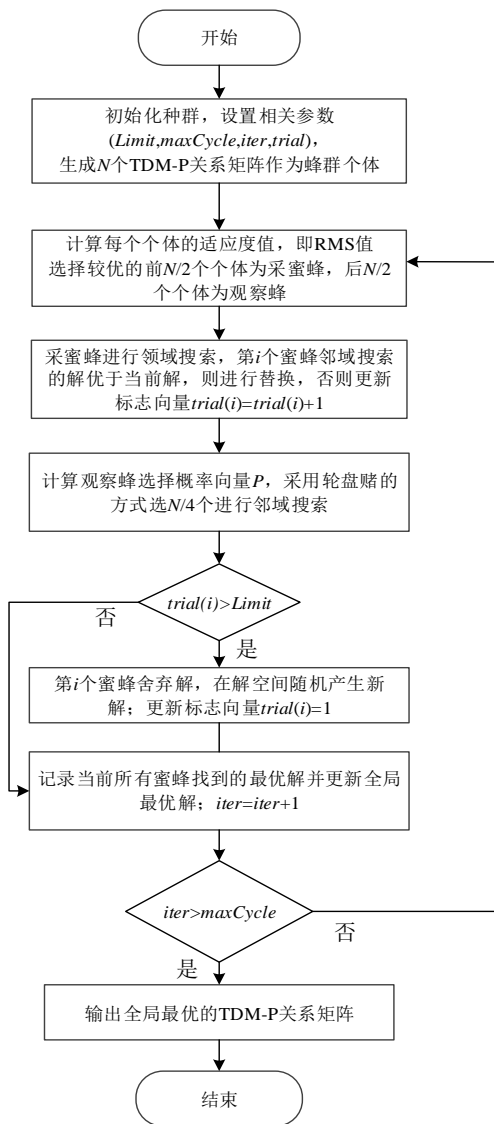 开始
初始化种群，设置相关参数
(Limit,maxCycle,iter,trial)，
生成N个TDM-P关系矩阵作为蜂群个体
计算每个个体的适应度值，即RMS值
选择较优的前N/2个个体为采蜜蜂，后N/2
个个体为观察蜂
采蜜蜂进行领域搜索，第i个蜜蜂邻域搜索
的解优于当前解，则进行替换，否则更新
标志向量trial(i)=trial(i)+1
计算观察蜂选择概率向量P，采用轮盘赌的
方式选N/4个进行邻域搜索
trial(i)>Limit
否
是
第i个蜜蜂舍弃解，在解空间随机产生新
解；更新标志向量trial(i)=1
记录当前所有蜜蜂找到的最优解并更新全局
最优解；iter=iter+1
iter>maxCycle
否
是
输出全局最优的TDM-P关系矩阵
结束